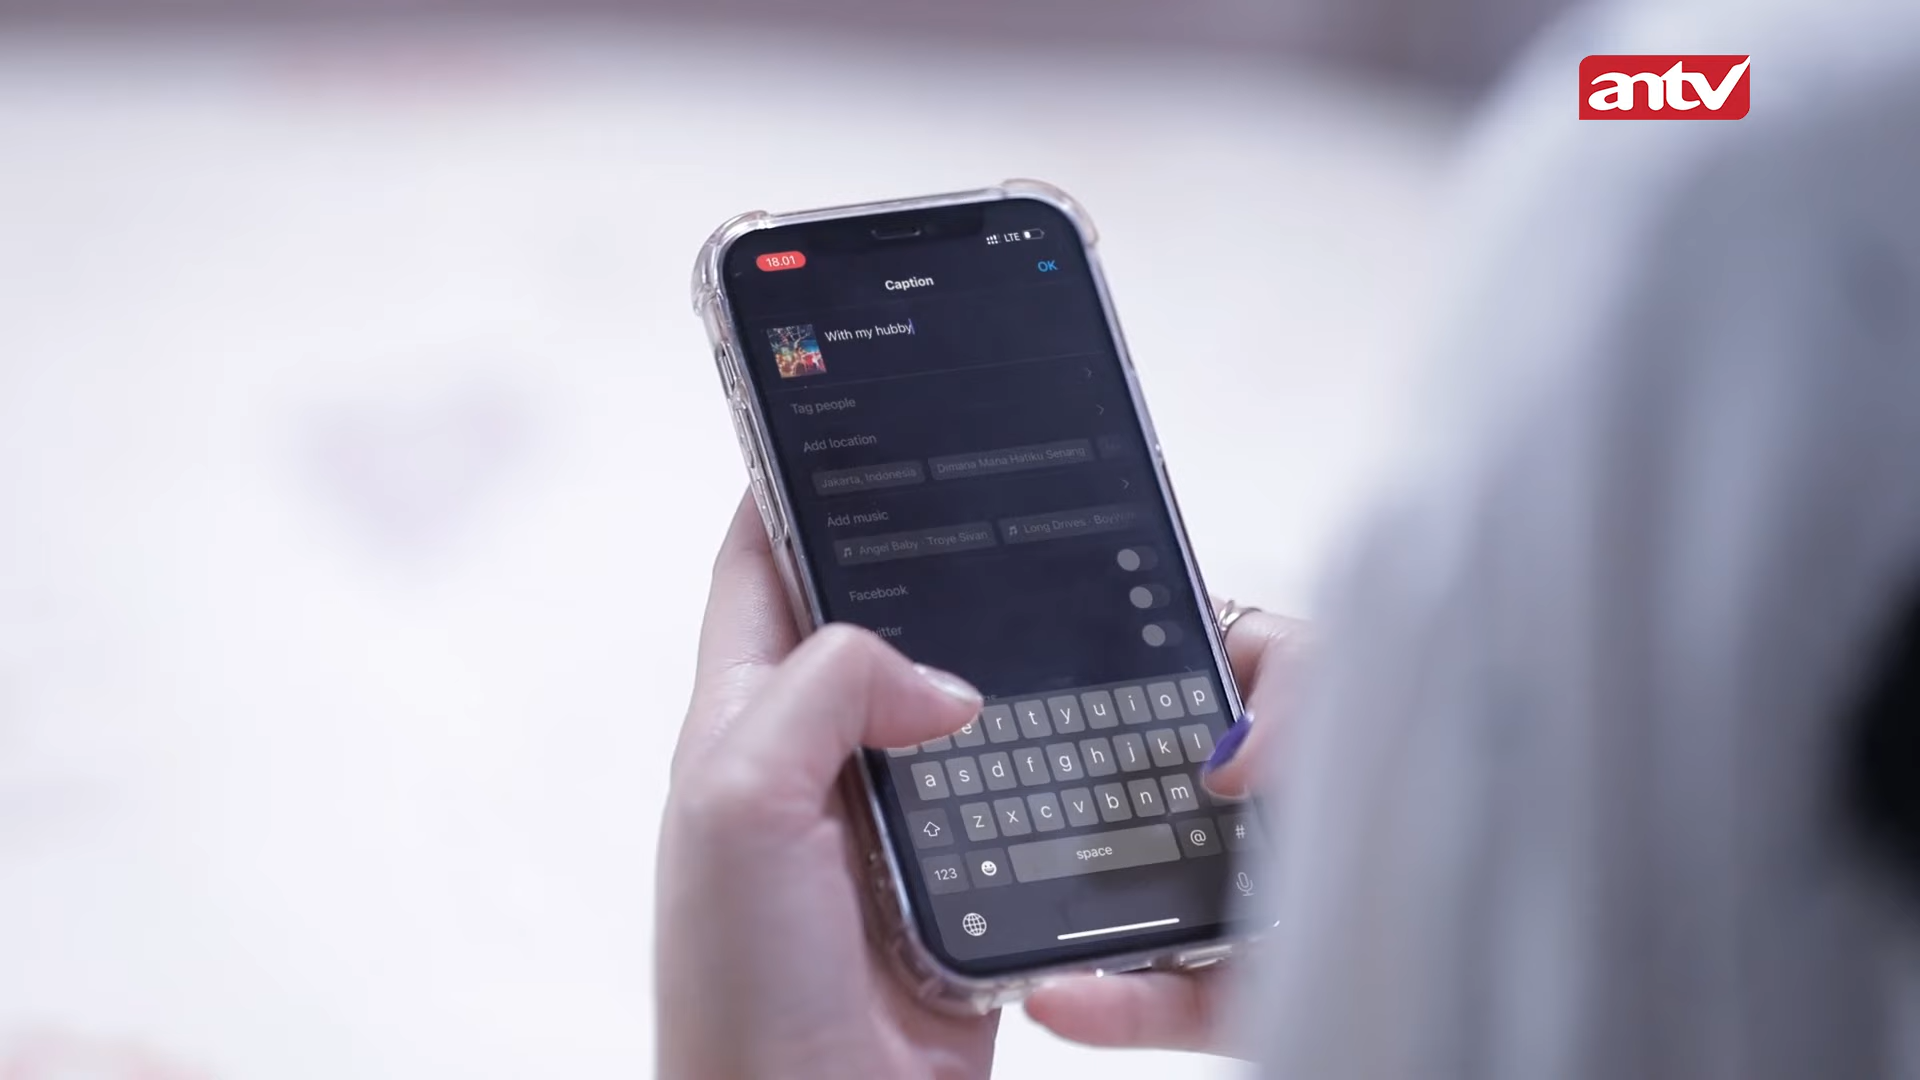 antv
18.01
LTE
Caption
OK
With my hubby
Tag people
Add location
Jakarta, Indonesia
Dimana Mana Hatiku Senang
Add music
Angel Baby · Troye Sivan
Long Drives · BoyWith
Facebook
e r t y u i o p
a s d f g h j k l
z x c v b n m
123
space
@
#